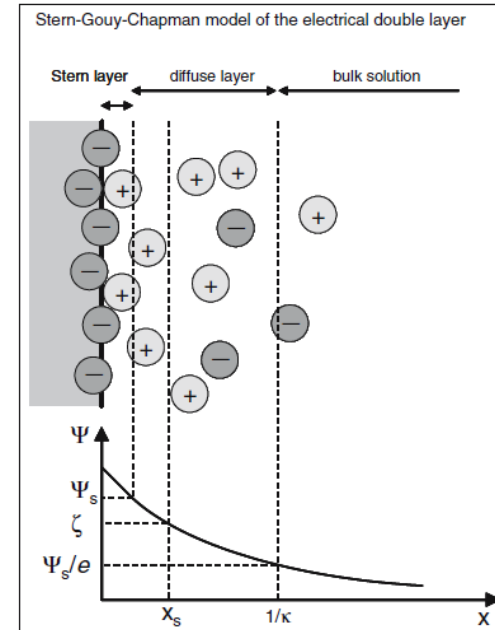 Stern-Gouy-Chapman model of the electrical double layer
Stern layer diffuse layer bulk solution
−
− + + +
− − +
+
− + +
− + −
+ −
− +
Ψ
Ψs
ζ
Ψs/e
xs 1/κ x